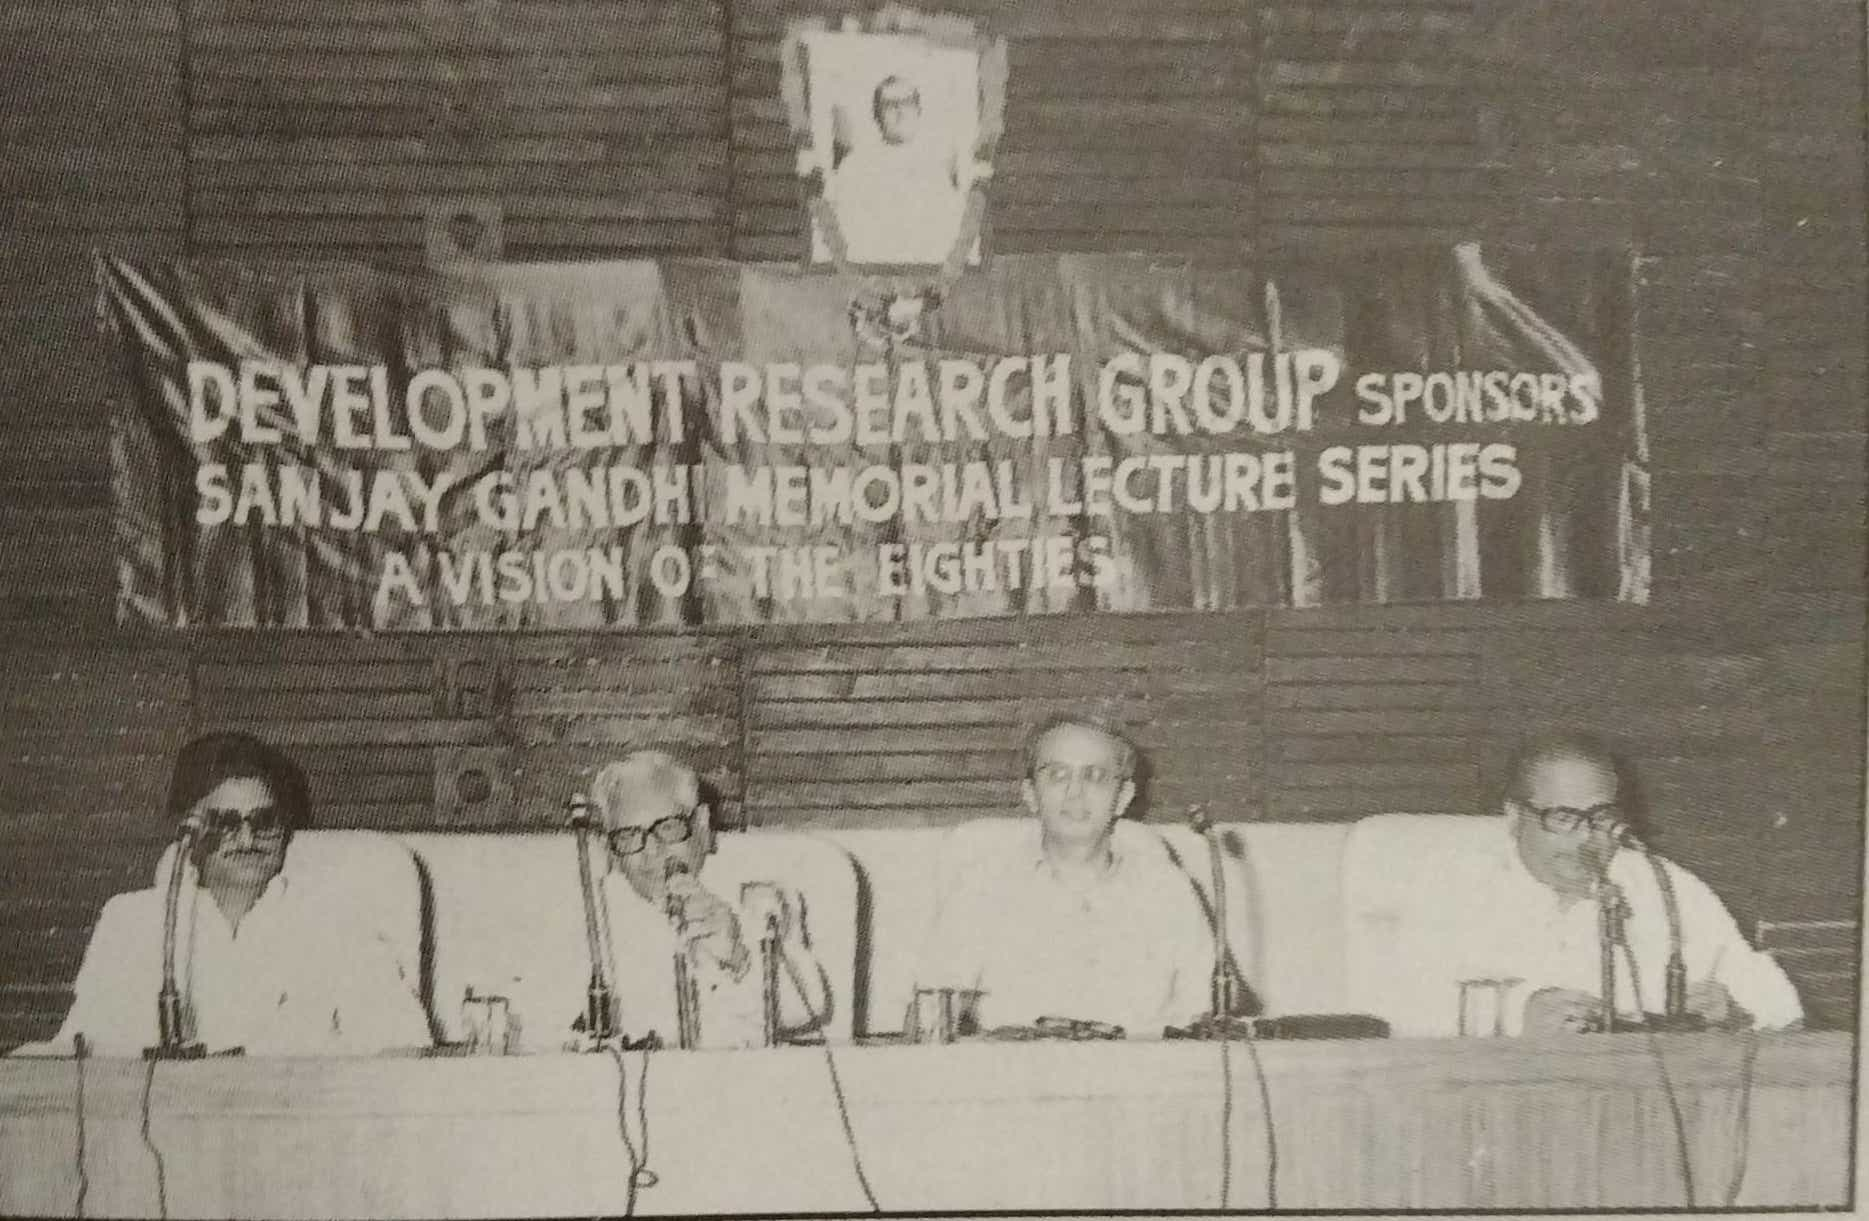 DEVELOPMENT RESEARCH GROUP SPONSORS
SANJAY GANDHI MEMORIAL LECTURE SERIES
A VISION OF THE EIGHTIES